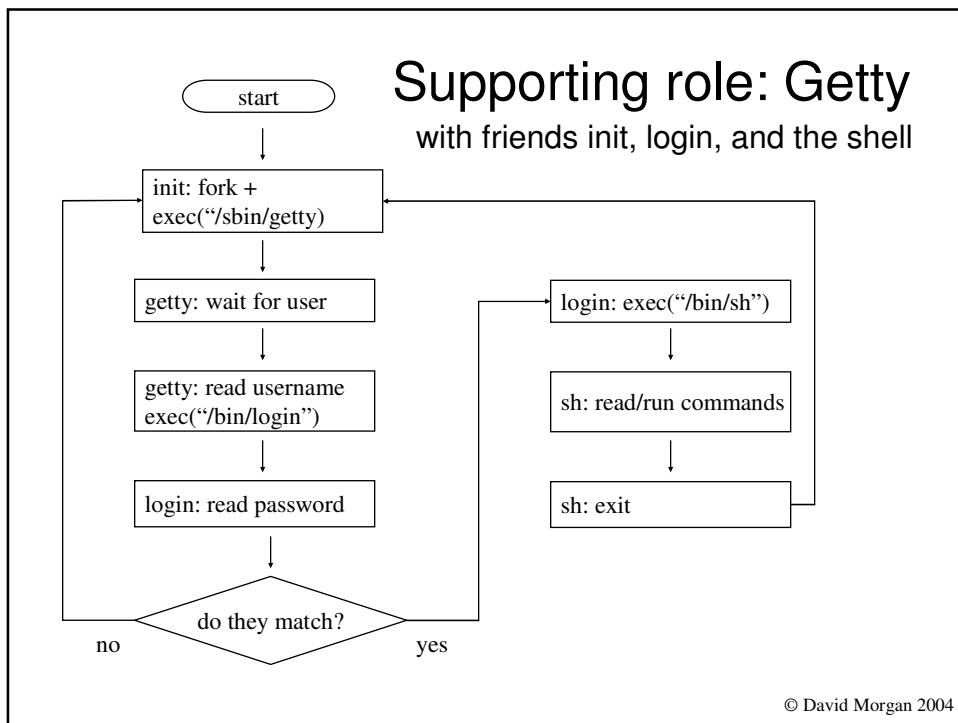 Supporting role: Getty
with friends init, login, and the shell
start
init: fork +
exec(“/sbin/getty)
getty: wait for user
getty: read username
exec(“/bin/login”)
login: read password
do they match?
no
yes
login: exec(“/bin/sh”)
sh: read/run commands
sh: exit
© David Morgan 2004